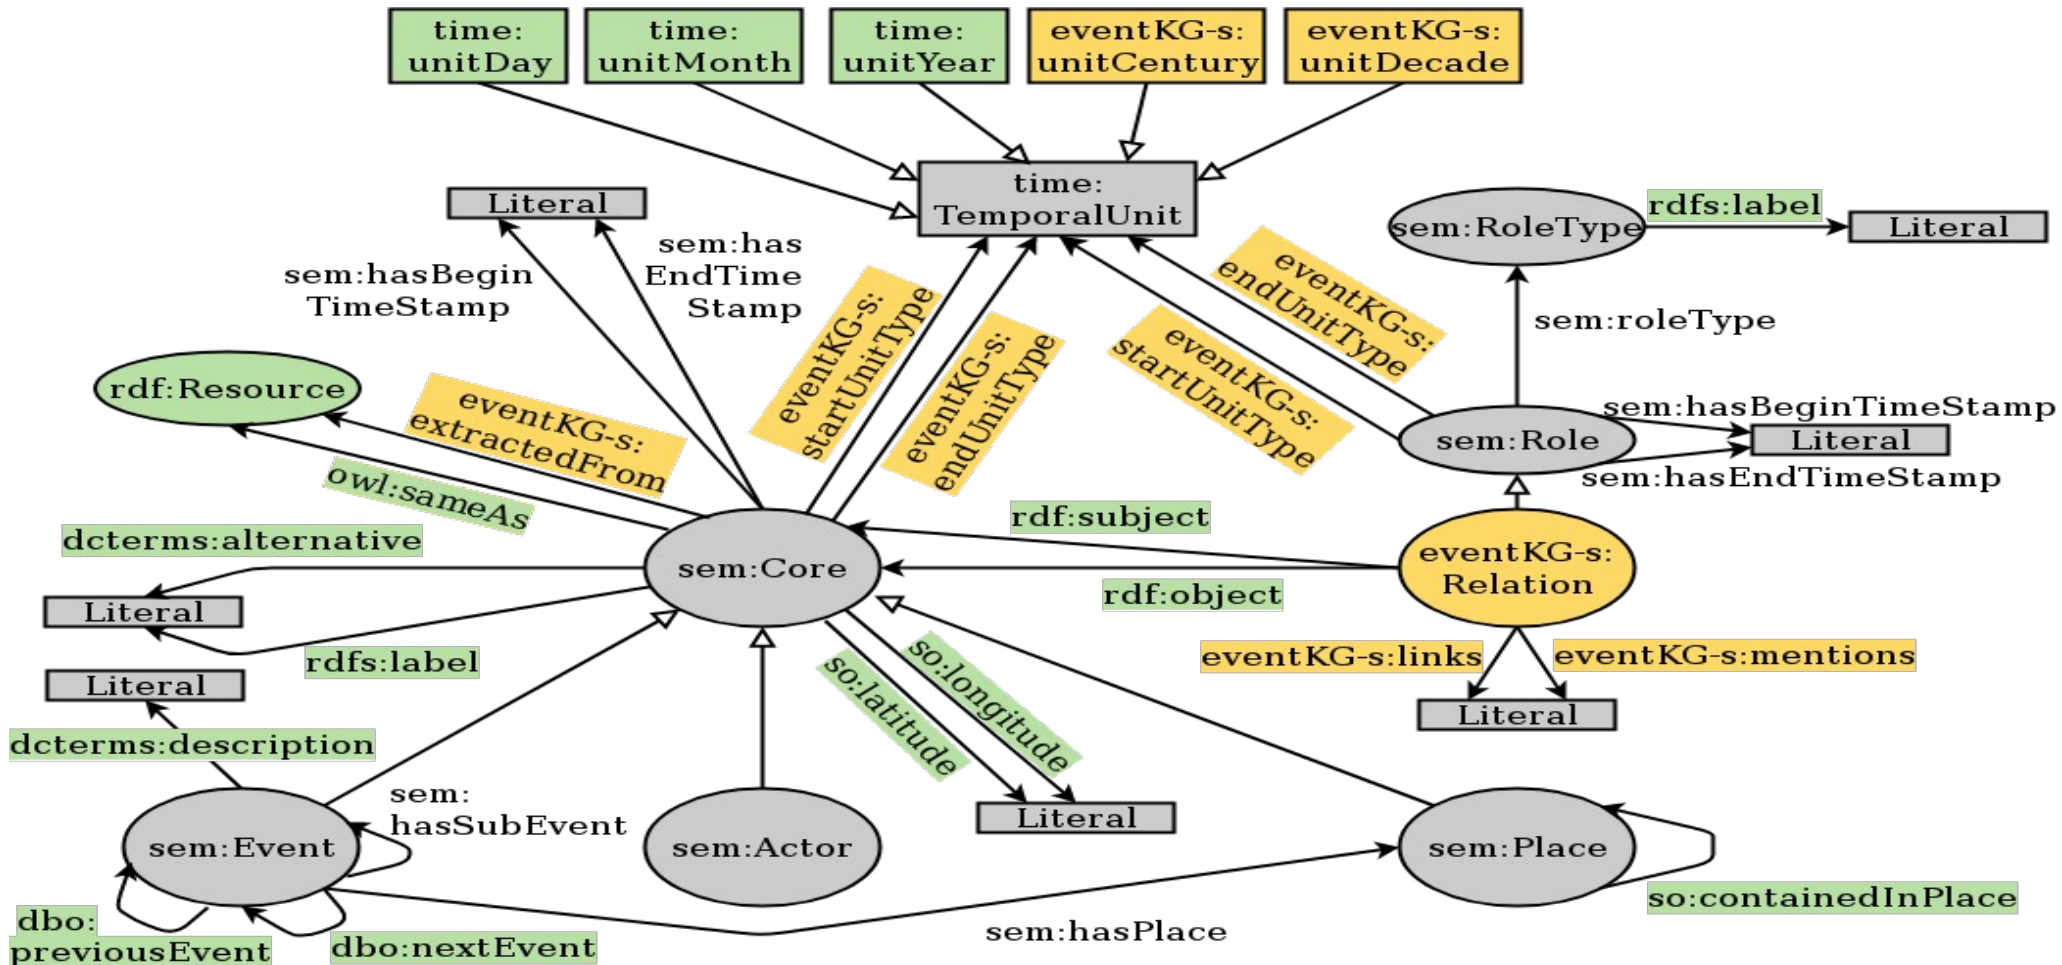 time:
unitDay
time:
unitMonth
time:
unitYear
eventKG-s:
unitCentury
eventKG-s:
unitDecade
time:
TemporalUnit
Literal
sem:hasBegin
TimeStamp
sem:has
EndTime
Stamp
eventKG-s:
startUnitType
eventKG-s:
endUnitType
eventKG-s:
endUnitType
eventKG-s:
startUnitType
sem:RoleType
rdfs:label
Literal
sem:roleType
rdf:Resource
eventKG-s:
extractedFrom
owl:sameAs
sem:Role
sem:hasBeginTimeStamp
Literal
sem:hasEndTimeStamp
rdf:subject
dcterms:alternative
sem:Core
eventKG-s:
Relation
rdf:object
Literal
rdfs:label
eventKG-s:links
eventKG-s:mentions
Literal
Literal
so:latitude
so:longitude
dcterms:description
sem:
hasSubEvent
Literal
sem:Event
sem:Actor
sem:Place
so:containedInPlace
dbo:
previousEvent
dbo:nextEvent
sem:hasPlace